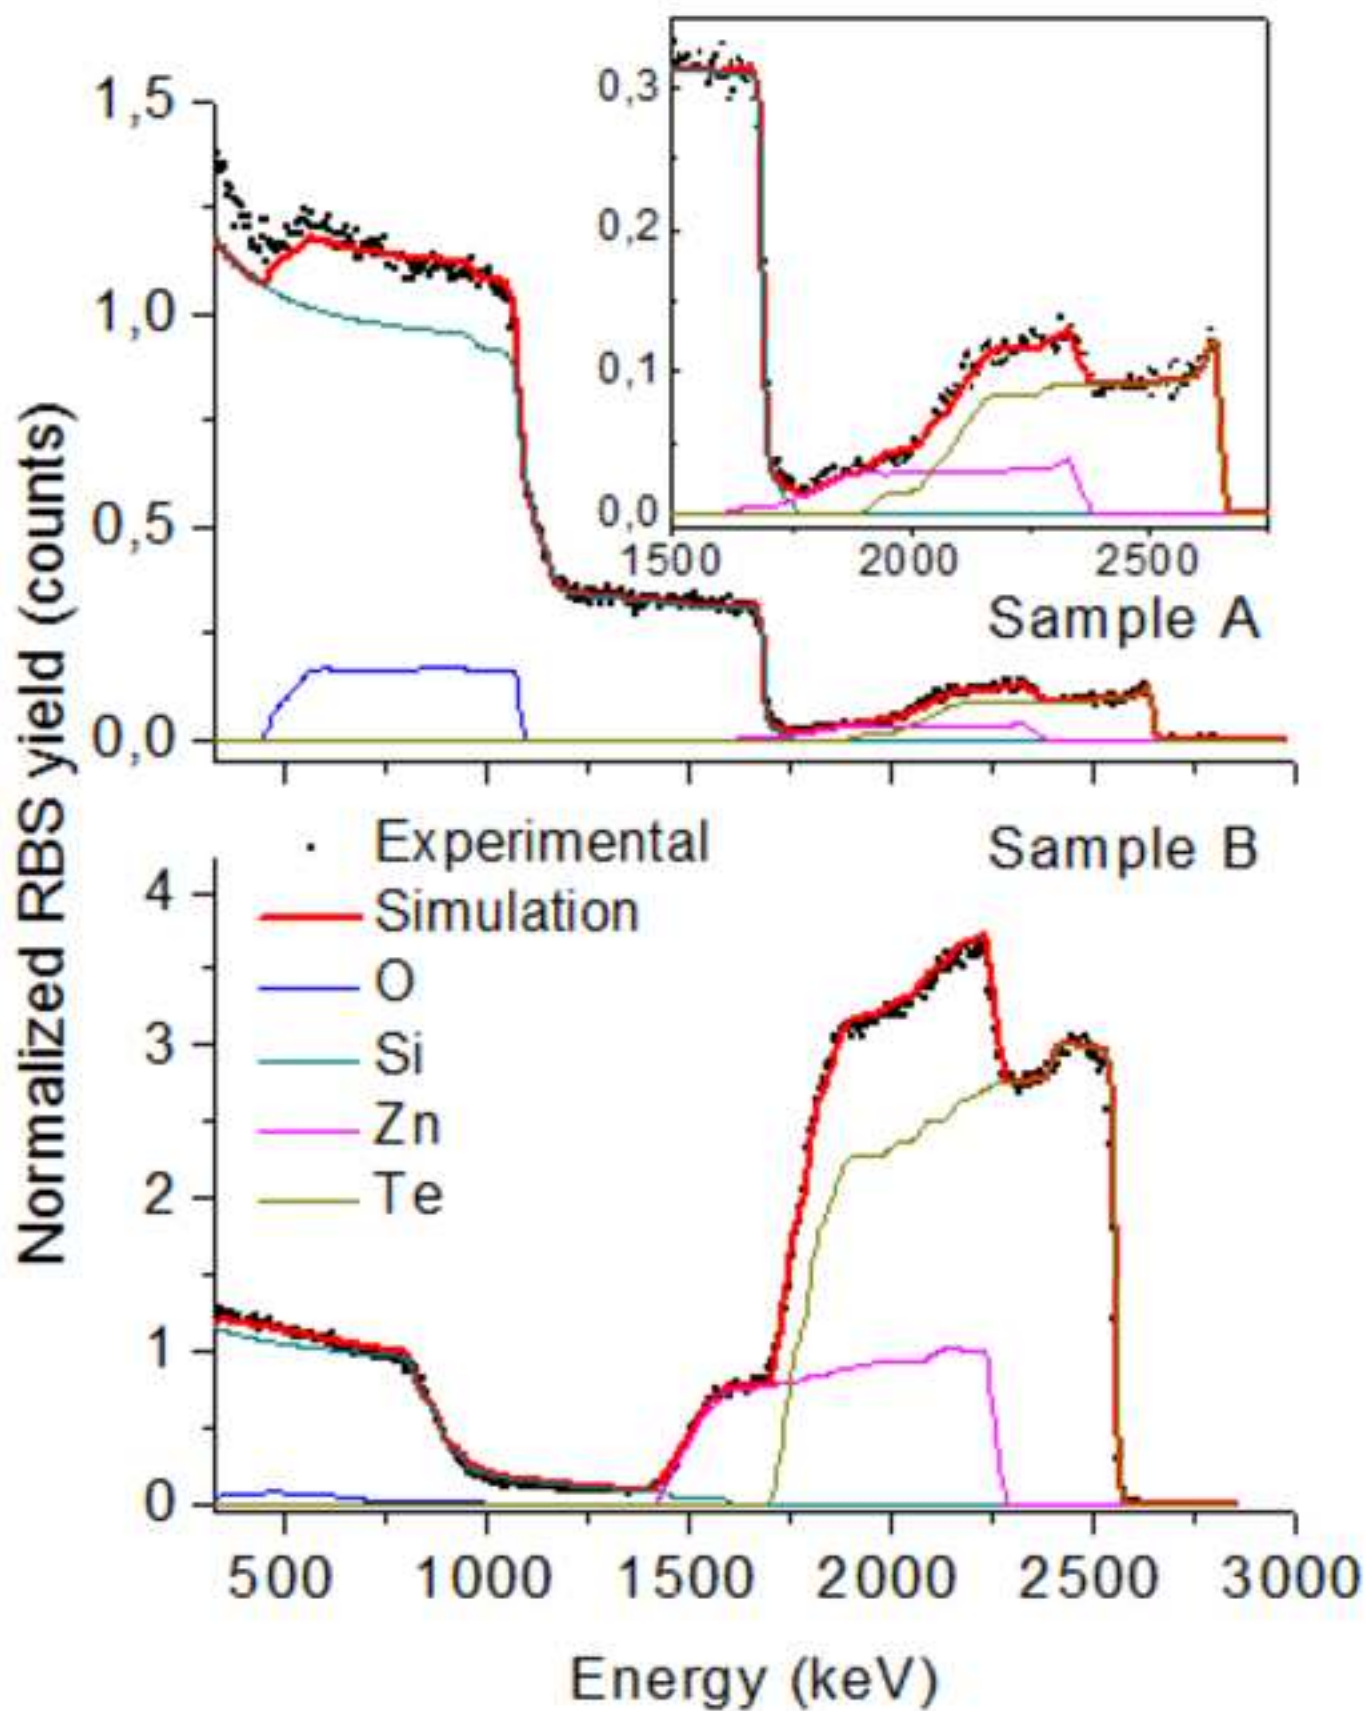 Normalized RBS yield (counts)
1,5
1,0
0,5
0,0
0,3
0,2
0,1
0,0
1500
2000
2500
Sample A
Experimental
Simulation
O
Si
Zn
Te
Sample B
4
3
2
1
0
500
1000
1500
2000
2500
3000
Energy (keV)